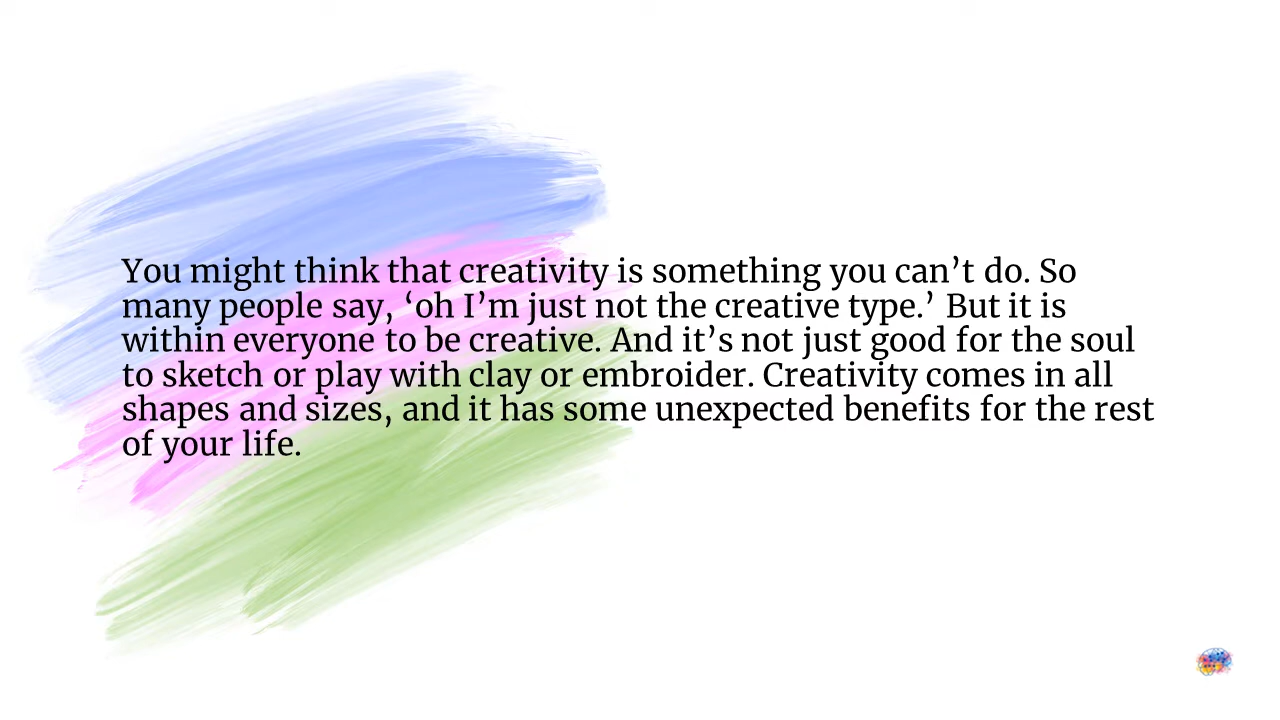 You might think that creativity is something you can’t do. So
many people say, ‘oh I’m just not the creative type.’ But it is
within everyone to be creative. And it’s not just good for the soul
to sketch or play with clay or embroider. Creativity comes in all
shapes and sizes, and it has some unexpected benefits for the rest
of your life.